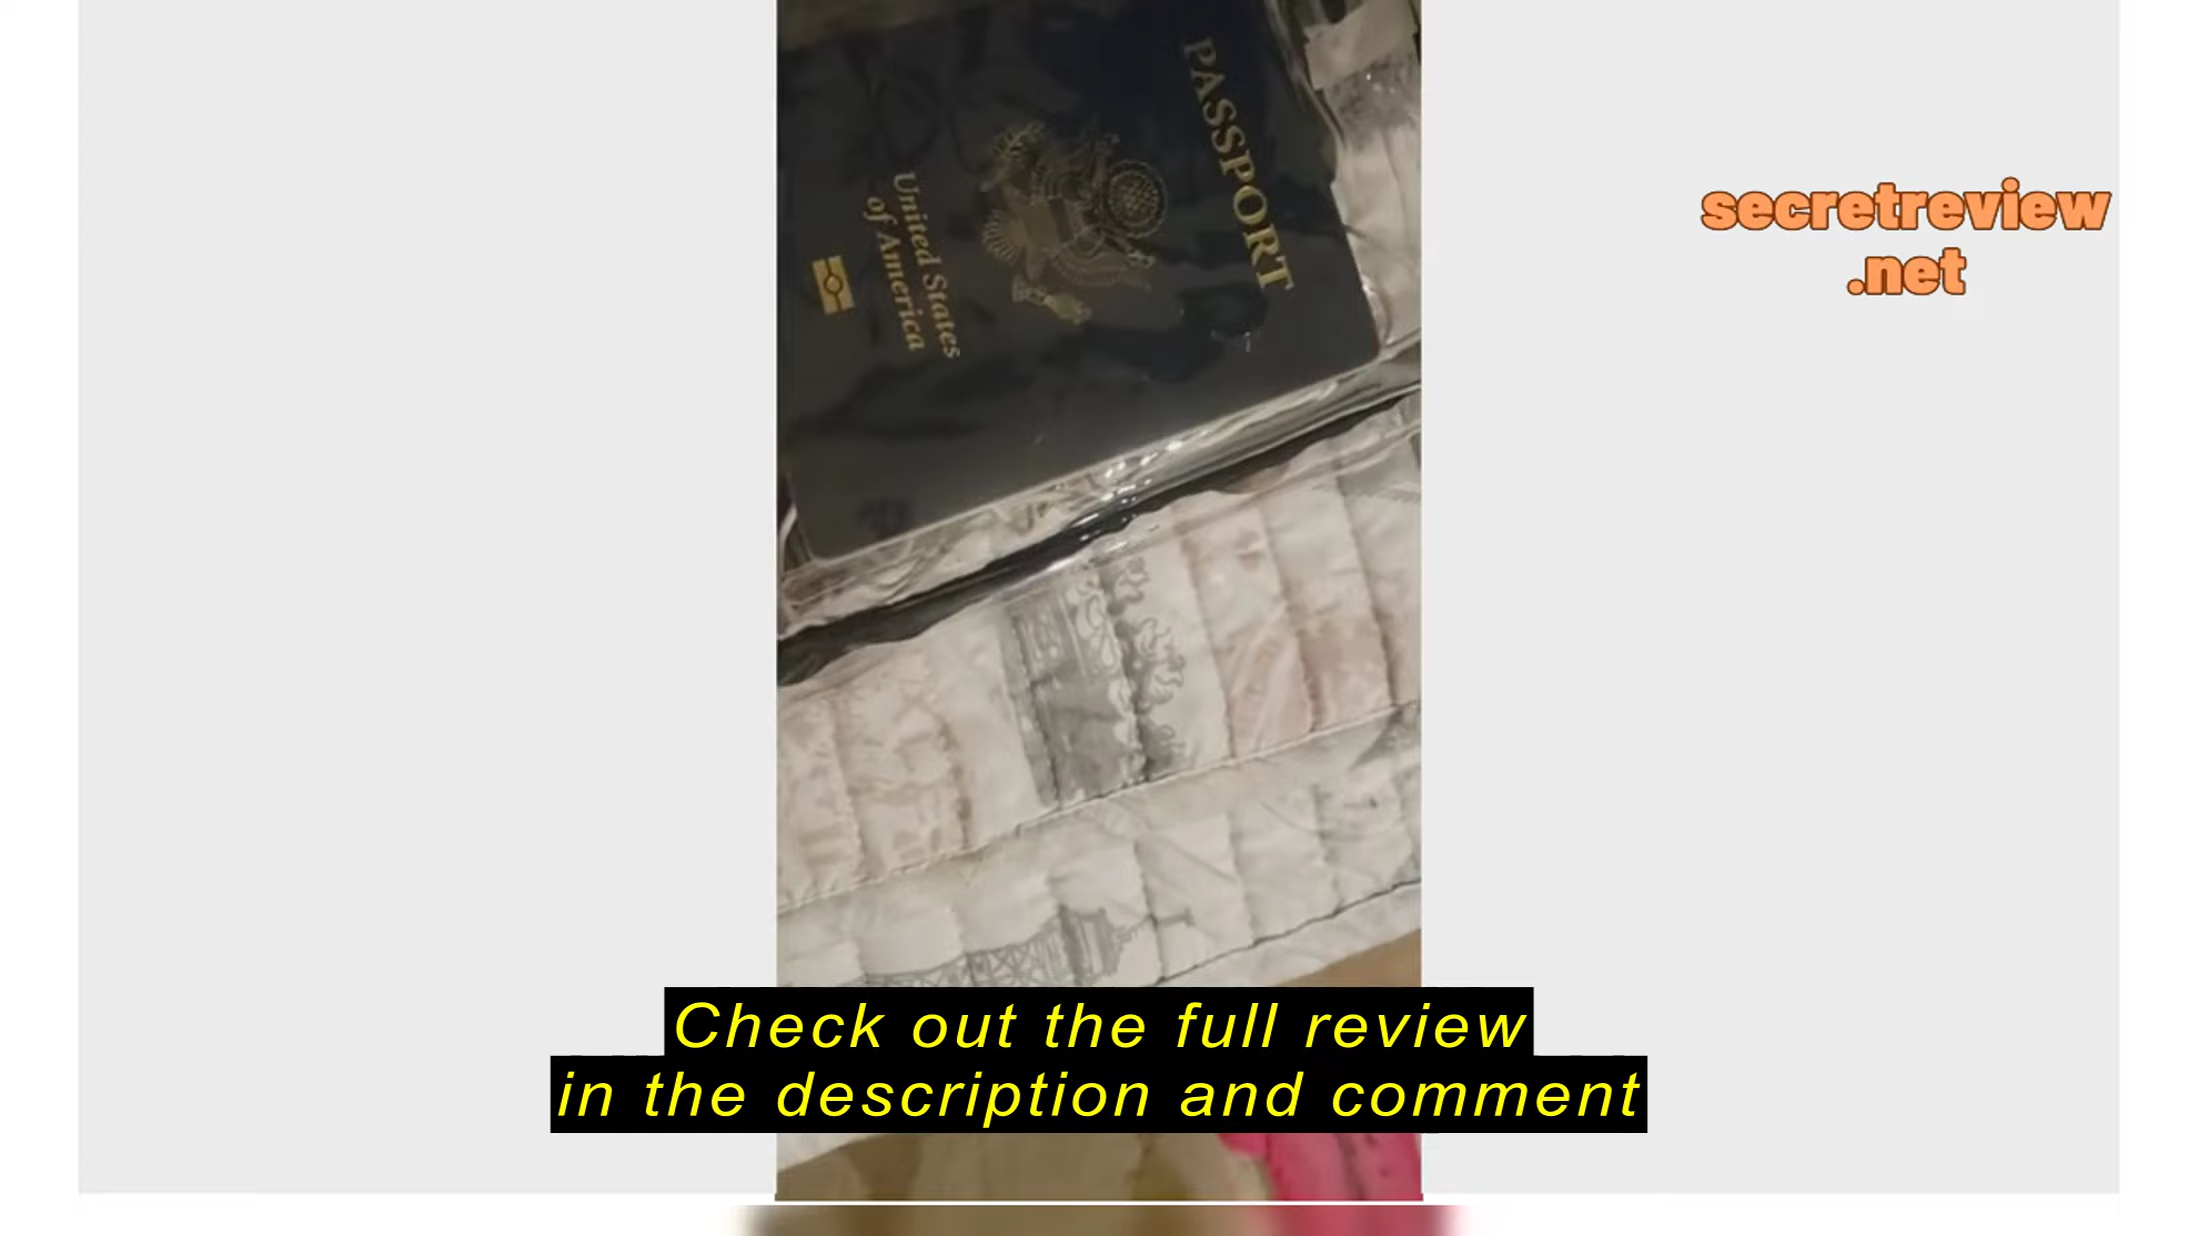 PASSPORT
United States
of America
secretreview
.net
Check out the full review
in the description and comment